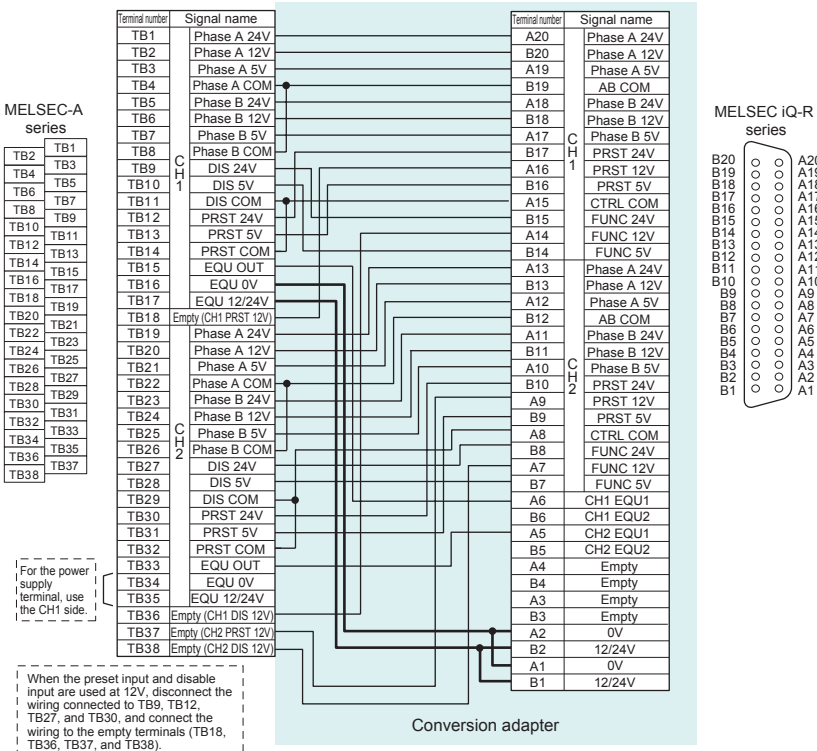 MELSEC-A
series
TB1
TB2
TB3
TB4
TB5
TB6
TB7
TB8
TB9
TB10
TB11
TB12
TB13
TB14
TB15
TB16
TB17
TB18
TB19
TB20
TB21
TB22
TB23
TB24
TB25
TB26
TB27
TB28
TB29
TB30
TB31
TB32
TB33
TB34
TB35
TB36
TB37
TB38
For the power
supply
terminal, use
the CH1 side.
Terminal number Signal name
CH1
TB1 Phase A 24V
TB2 Phase A 12V
TB3 Phase A 5V
TB4 Phase A COM
TB5 Phase B 24V
TB6 Phase B 12V
TB7 Phase B 5V
TB8 Phase B COM
TB9 DIS 24V
TB10 DIS 5V
TB11 DIS COM
TB12 PRST 24V
TB13 PRST 5V
TB14 PRST COM
TB15 EQU OUT
TB16 EQU 0V
TB17 EQU 12/24V
TB18 Empty (CH1 PRST 12V)
CH2
TB19 Phase A 24V
TB20 Phase A 12V
TB21 Phase A 5V
TB22 Phase A COM
TB23 Phase B 24V
TB24 Phase B 12V
TB25 Phase B 5V
TB26 Phase B COM
TB27 DIS 24V
TB28 DIS 5V
TB29 DIS COM
TB30 PRST 24V
TB31 PRST 5V
TB32 PRST COM
TB33 EQU OUT
TB34 EQU 0V
TB35 EQU 12/24V
TB36 Empty (CH1 DIS 12V)
TB37 Empty (CH2 PRST 12V)
TB38 Empty (CH2 DIS 12V)
When the preset input and disable
input are used at 12V, disconnect the
wiring connected to TB9, TB12,
TB27, and TB30, and connect the
wiring to the empty terminals (TB18,
TB36, TB37, and TB38).
Terminal number Signal name
CH1
A20 Phase A 24V
B20 Phase A 12V
A19 Phase A 5V
B19 AB COM
A18 Phase B 24V
B18 Phase B 12V
A17 Phase B 5V
B17 PRST 24V
A16 PRST 12V
B16 PRST 5V
A15 CTRL COM
B15 FUNC 24V
A14 FUNC 12V
B14 FUNC 5V
CH2
A13 Phase A 24V
B13 Phase A 12V
A12 Phase A 5V
B12 AB COM
A11 Phase B 24V
B11 Phase B 12V
A10 Phase B 5V
B10 PRST 24V
A9 PRST 12V
B9 PRST 5V
A8 CTRL COM
B8 FUNC 24V
A7 FUNC 12V
B7 FUNC 5V
A6 CH1 EQU1
B6 CH1 EQU2
A5 CH2 EQU1
B5 CH2 EQU2
A4 Empty
B4 Empty
A3 Empty
B3 Empty
A2 0V
B2 12/24V
A1 0V
B1 12/24V
Conversion adapter
MELSEC iQ-R
series
B20 A20
B19 A19
B18 A18
B17 A17
B16 A16
B15 A15
B14 A14
B13 A13
B12 A12
B11 A11
B10 A10
B9 A9
B8 A8
B7 A7
B6 A6
B5 A5
B4 A4
B3 A3
B2 A2
B1 A1